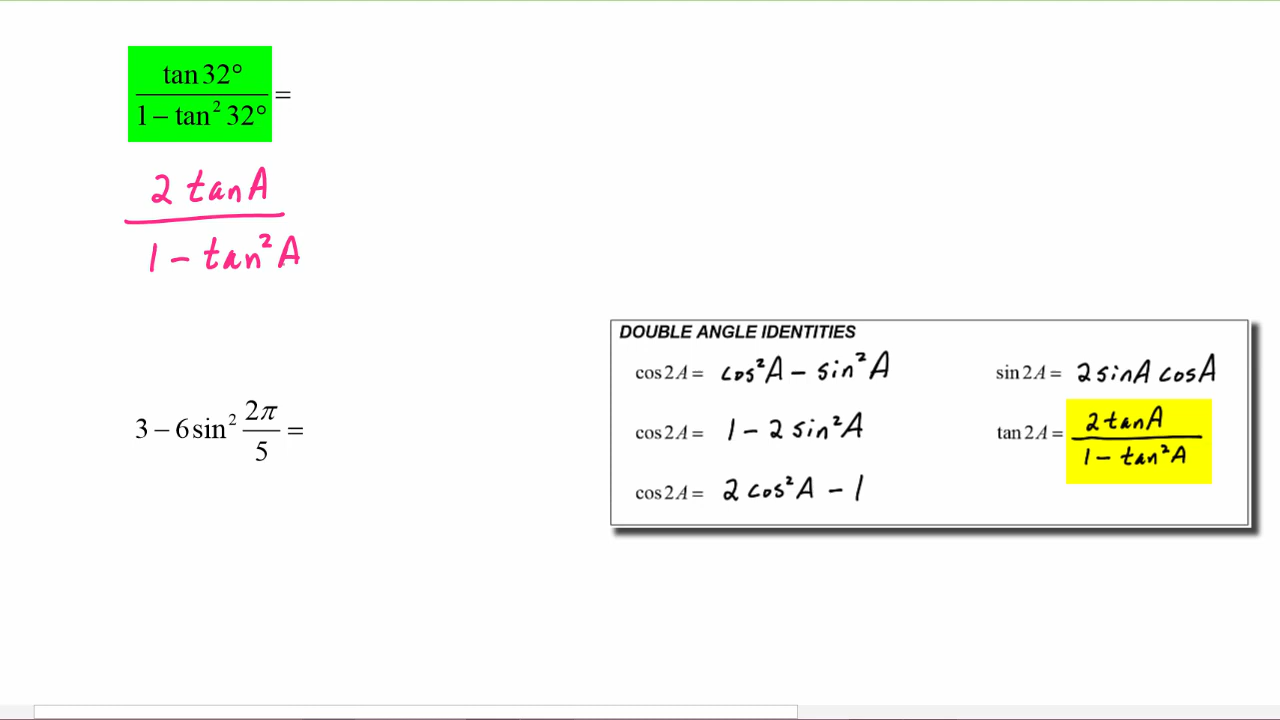 tan 32° / (1 − tan² 32°) =
2 tan A / (1 − tan² A)
3 − 6 sin² (2π/5) =
DOUBLE ANGLE IDENTITIES
cos 2A = cos²A − sin²A
sin 2A = 2 sinA cosA
cos 2A = 1 − 2 sin²A
tan 2A = 2 tanA / (1 − tan²A)
cos 2A = 2 cos²A − 1